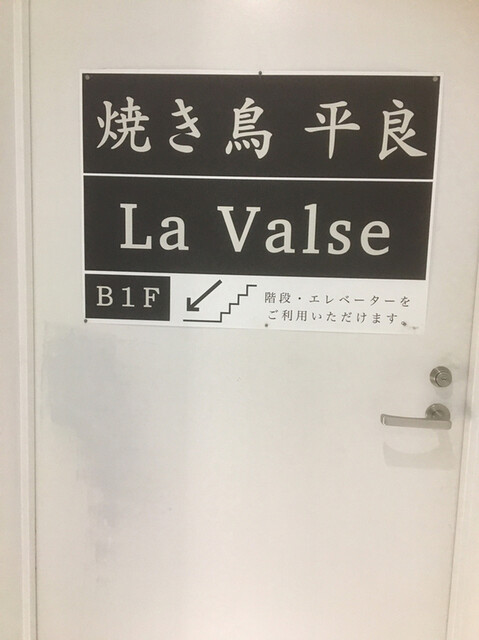 焼き鳥 平良
La Valse
B1F
階段・エレベーターを
ご利用いただけます